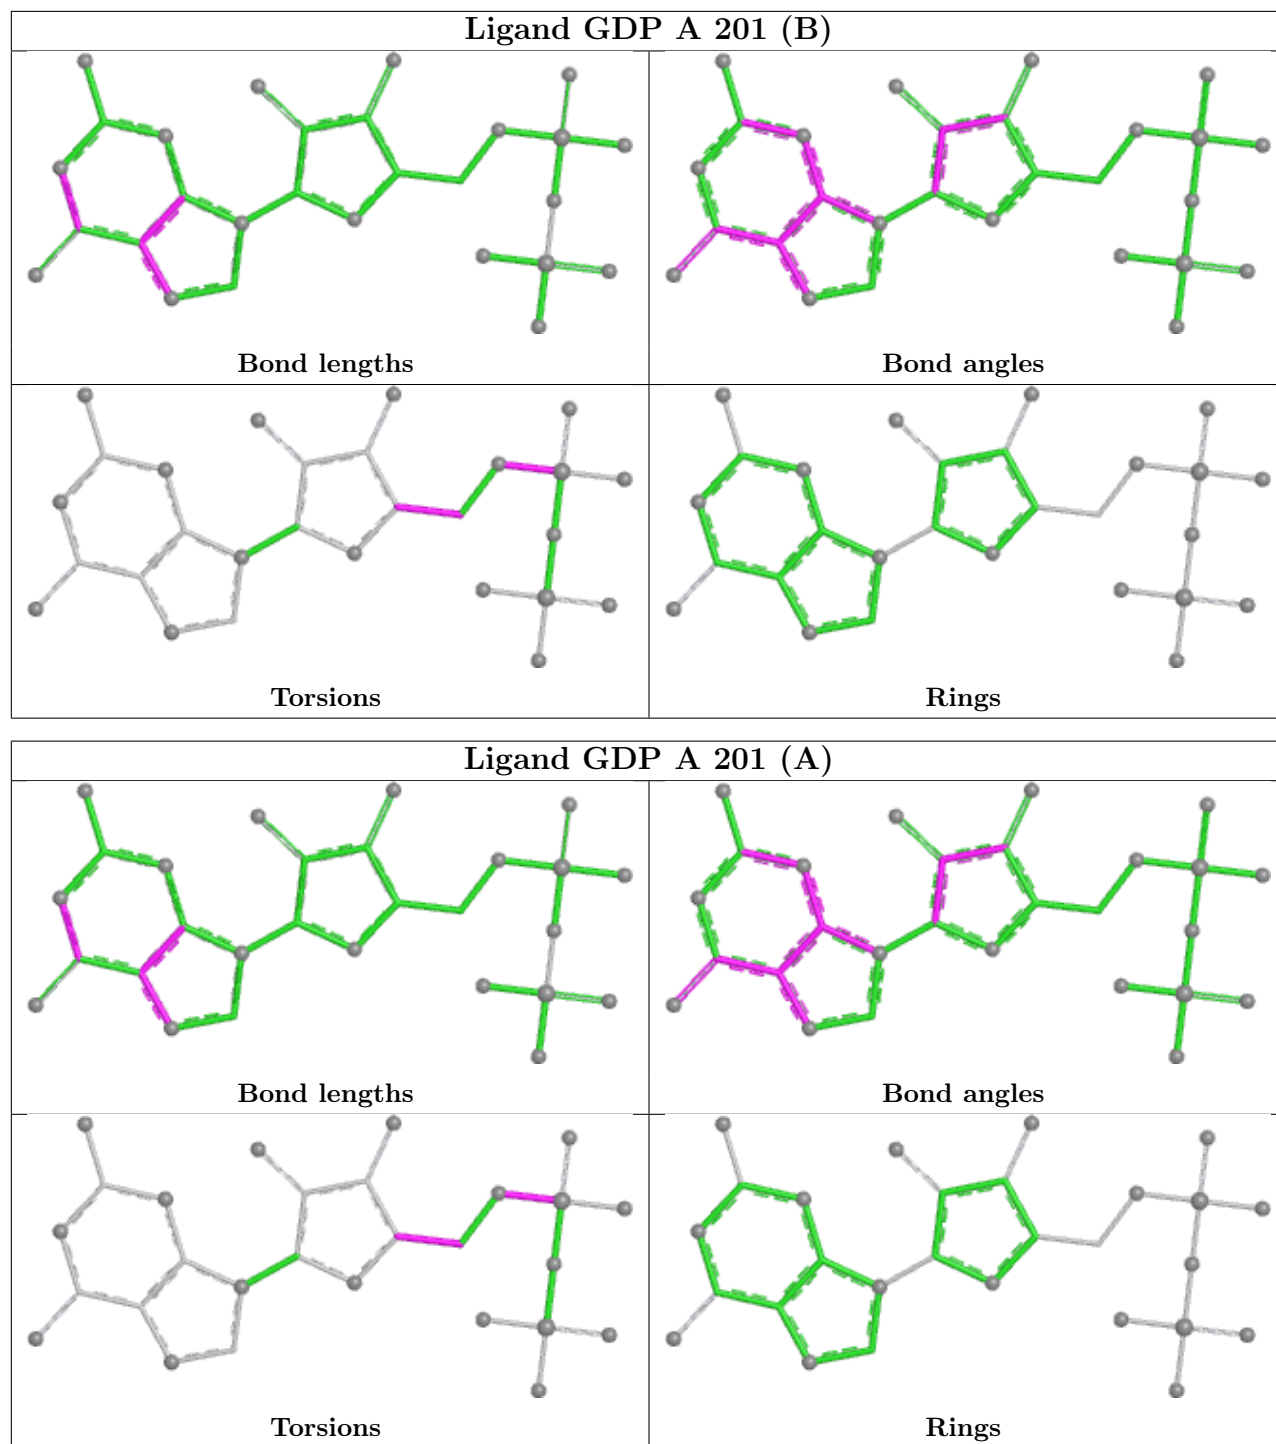 Ligand GDP A 201 (B)
Bond lengths
Bond angles
Torsions
Rings
Ligand GDP A 201 (A)
Bond lengths
Bond angles
Torsions
Rings